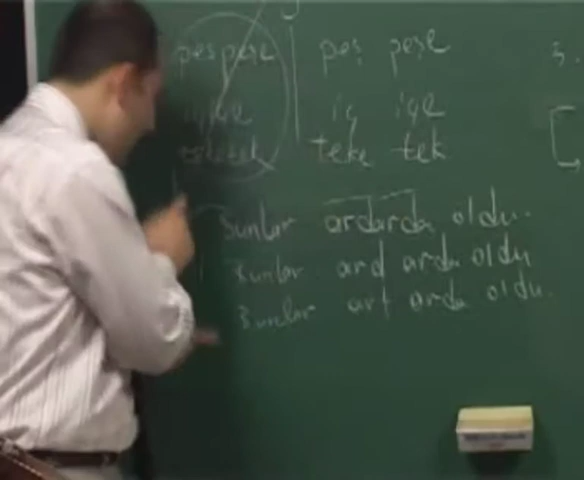 pespese | peş peşe
içiçe | iç içe
teketek | teke tek
Bunlar ardarda oldu.
Bunlar ard arda oldu
Bunlar art arda oldu.